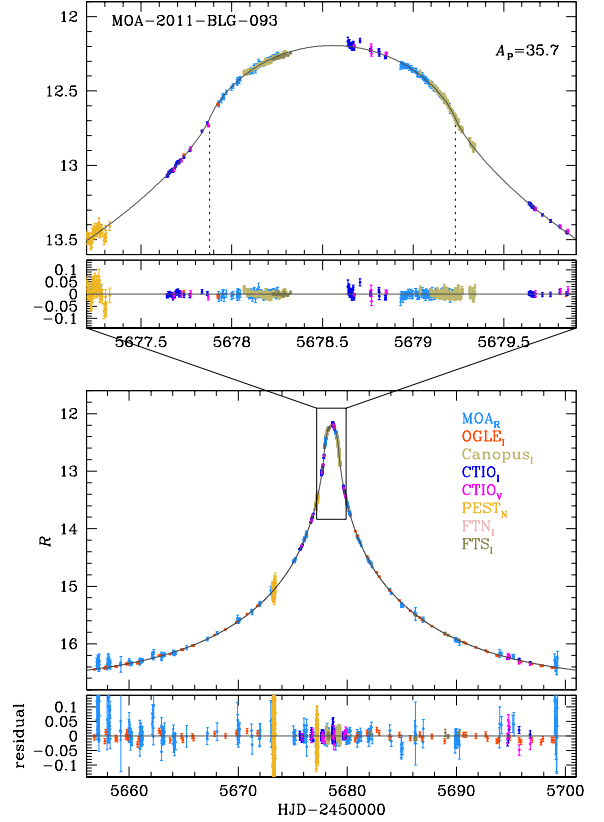 MOA-2011-BLG-093
A_P=35.7
12
12.5
13
13.5
0.1
0.05
0
-0.05
-0.1
5677.5 5678 5678.5 5679 5679.5
12
13
14
15
16
R
MOA_R
OGLE_I
Canopus_I
CTIO_I
CTIO_V
PEST_N
FTN_I
FTS_I
residual
0.1
0.05
0
-0.05
-0.1
5660 5670 5680 5690 5700
HJD-2450000